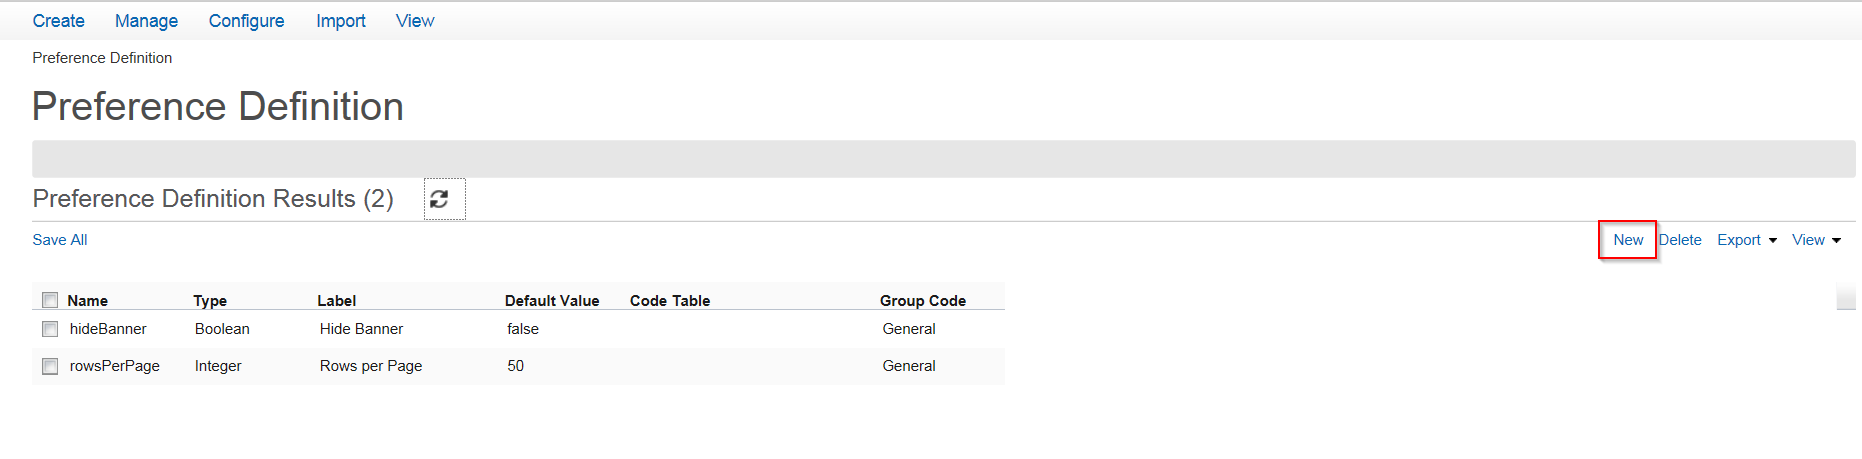 Create Manage Configure Import View
Preference Definition
Preference Definition
Preference Definition Results (2)
Save All New Delete Export View
Name Type Label Default Value Code Table Group Code
hideBanner Boolean Hide Banner false General
rowsPerPage Integer Rows per Page 50 General